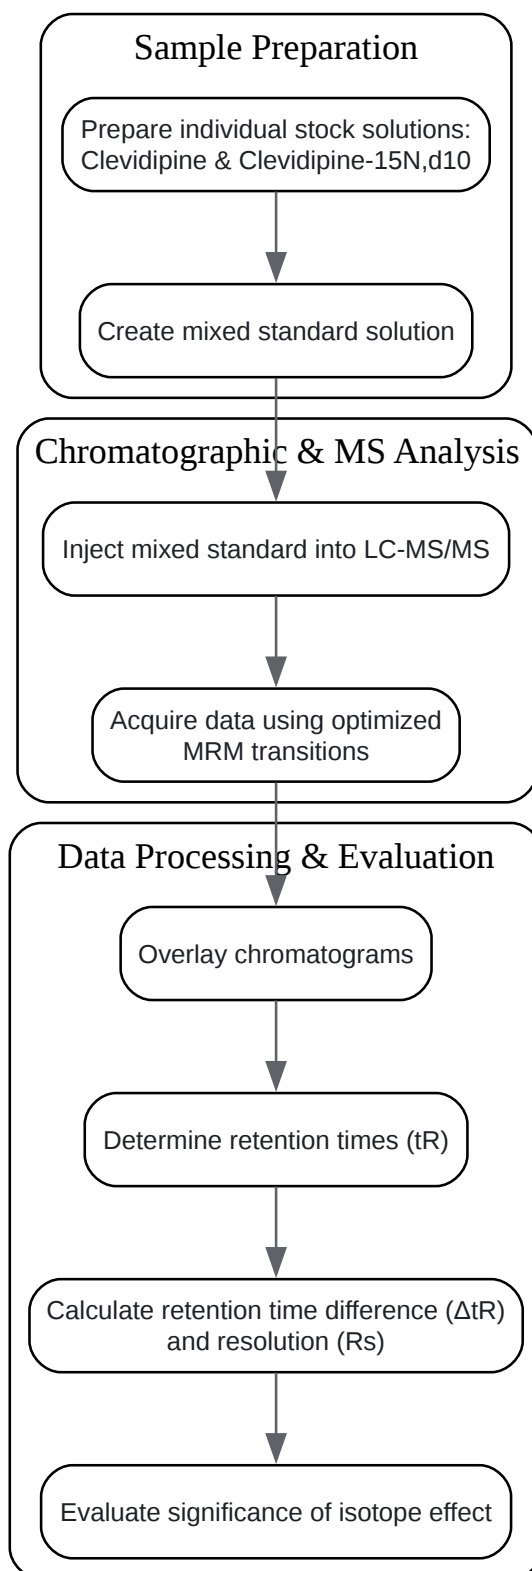 Sample Preparation
Prepare individual stock solutions:
Clevidipine & Clevidipine-15N,d10
Create mixed standard solution
Chromatographic & MS Analysis
Inject mixed standard into LC-MS/MS
Acquire data using optimized
MRM transitions
Data Processing & Evaluation
Overlay chromatograms
Determine retention times (tR)
Calculate retention time difference (ΔtR)
and resolution (Rs)
Evaluate significance of isotope effect